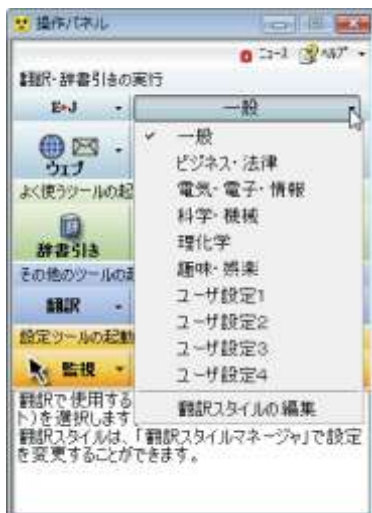 操作パネル
ニュース ヘルプ
翻訳・辞書引きの実行
E▸J 一般
ウェブ
✓ 一般
ビジネス・法律
電気・電子・情報
科学・機械
理化学
趣味・娯楽
ユーザ設定1
ユーザ設定2
ユーザ設定3
ユーザ設定4
翻訳スタイルの編集
よく使うツールの起
辞書引き
その他のツールの起
翻訳
設定ツールの起動
監視
翻訳で使用する
ト)を選択します
翻訳スタイルは、「翻訳スタイルマネージャ」で設定
を変更することができます。